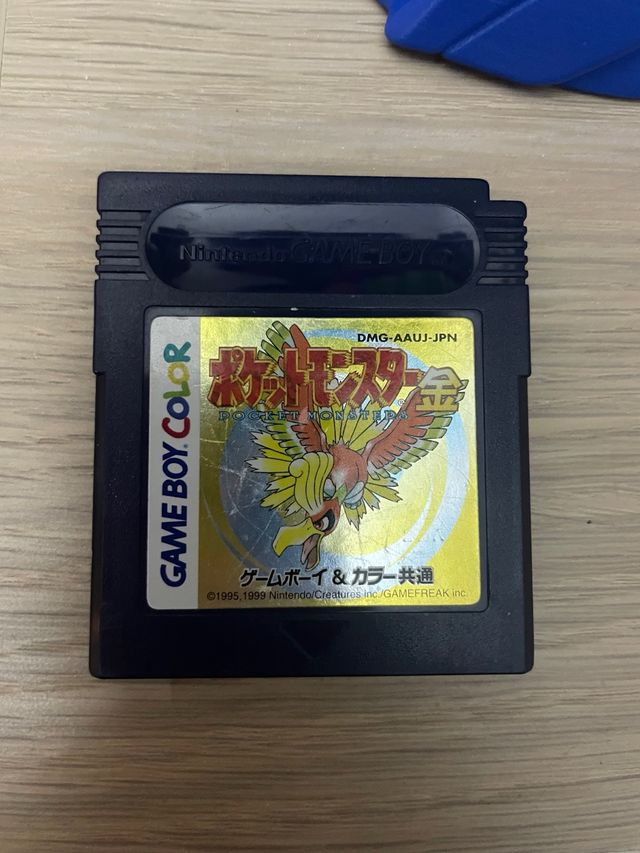 Nintendo GAME BOY
DMG-AAUJ-JPN
ポケットモンスター金
POCKET MONSTERS
GAME BOY COLOR
ゲームボーイ & カラー共通
©1995,1999 Nintendo/Creatures inc./GAMEFREAK inc.